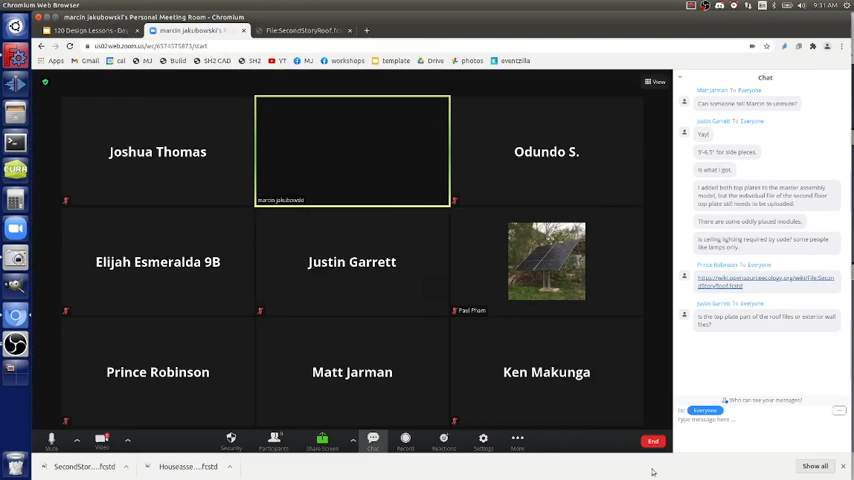 Chromium Web Browser
9:31 AM
marcin jakubowski's Personal Meeting Room - Chromium
120 Design Lessons - Da
marcin jakubowski's P
File:SecondStoryRoof.fc
us02web.zoom.us/wc/6574575873/start
Apps
Gmail
cal
MJ
Build
SH2 CAD
SH2
YT
MJ
workshops
template
Drive
photos
eventzilla
View
Joshua Thomas
marcin jakubowski
Odundo S.
Elijah Esmeralda 9B
Justin Garrett
Paul Pham
Prince Robinson
Matt Jarman
Ken Makunga
Chat
Matt Jarman To Everyone
Can someone tell Marcin to unmute?
Justin Garrett To Everyone
Yay!
5'-6.5" for side pieces.
Is what I got.
I added both top plates to the master assembly
model, but the individual file of the second floor
top plate still needs to be uploaded.
There are some oddly placed modules.
Is ceiling lighting required by code? some people
like lamps only.
Prince Robinson To Everyone
https://wiki.opensourceecology.org/wiki/File:Secon
dStoryRoof.fcstd
Justin Garrett To Everyone
Is the top plate part of the roof files or exterior wall
files?
Who can see your messages?
To: Everyone
Type message here ...
Mute
Video
Security
Participants
9
Share Screen
Chat
Record
Reactions
Settings
More
End
SecondStor....fcstd
Houseasse....fcstd
Show all
CURA